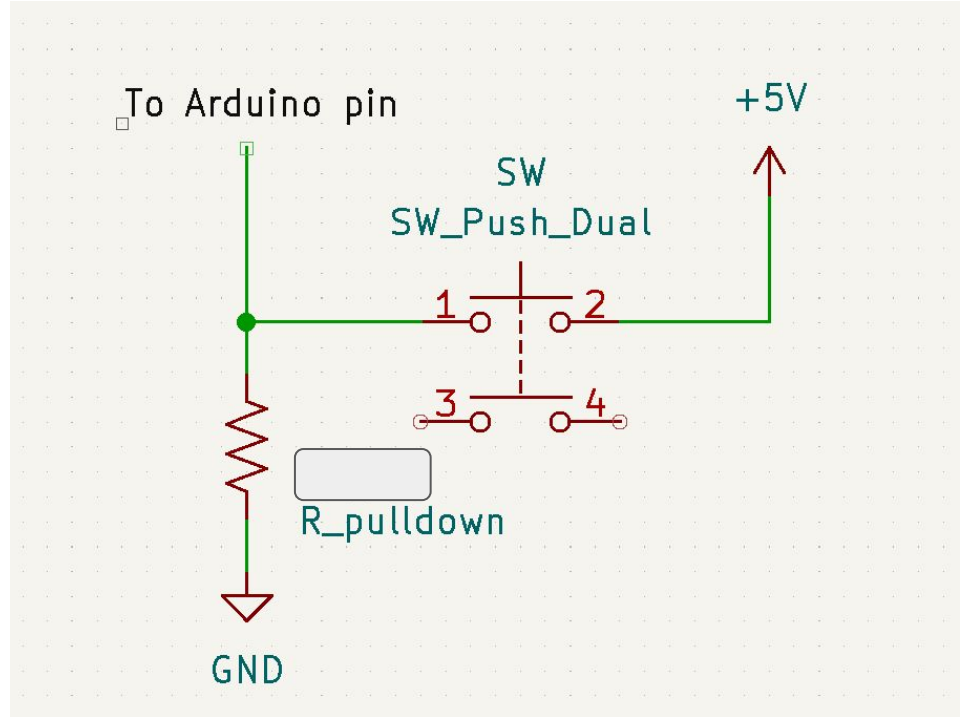 To Arduino pin
+5V
SW
SW_Push_Dual
1 2
3 4
R_pulldown
GND